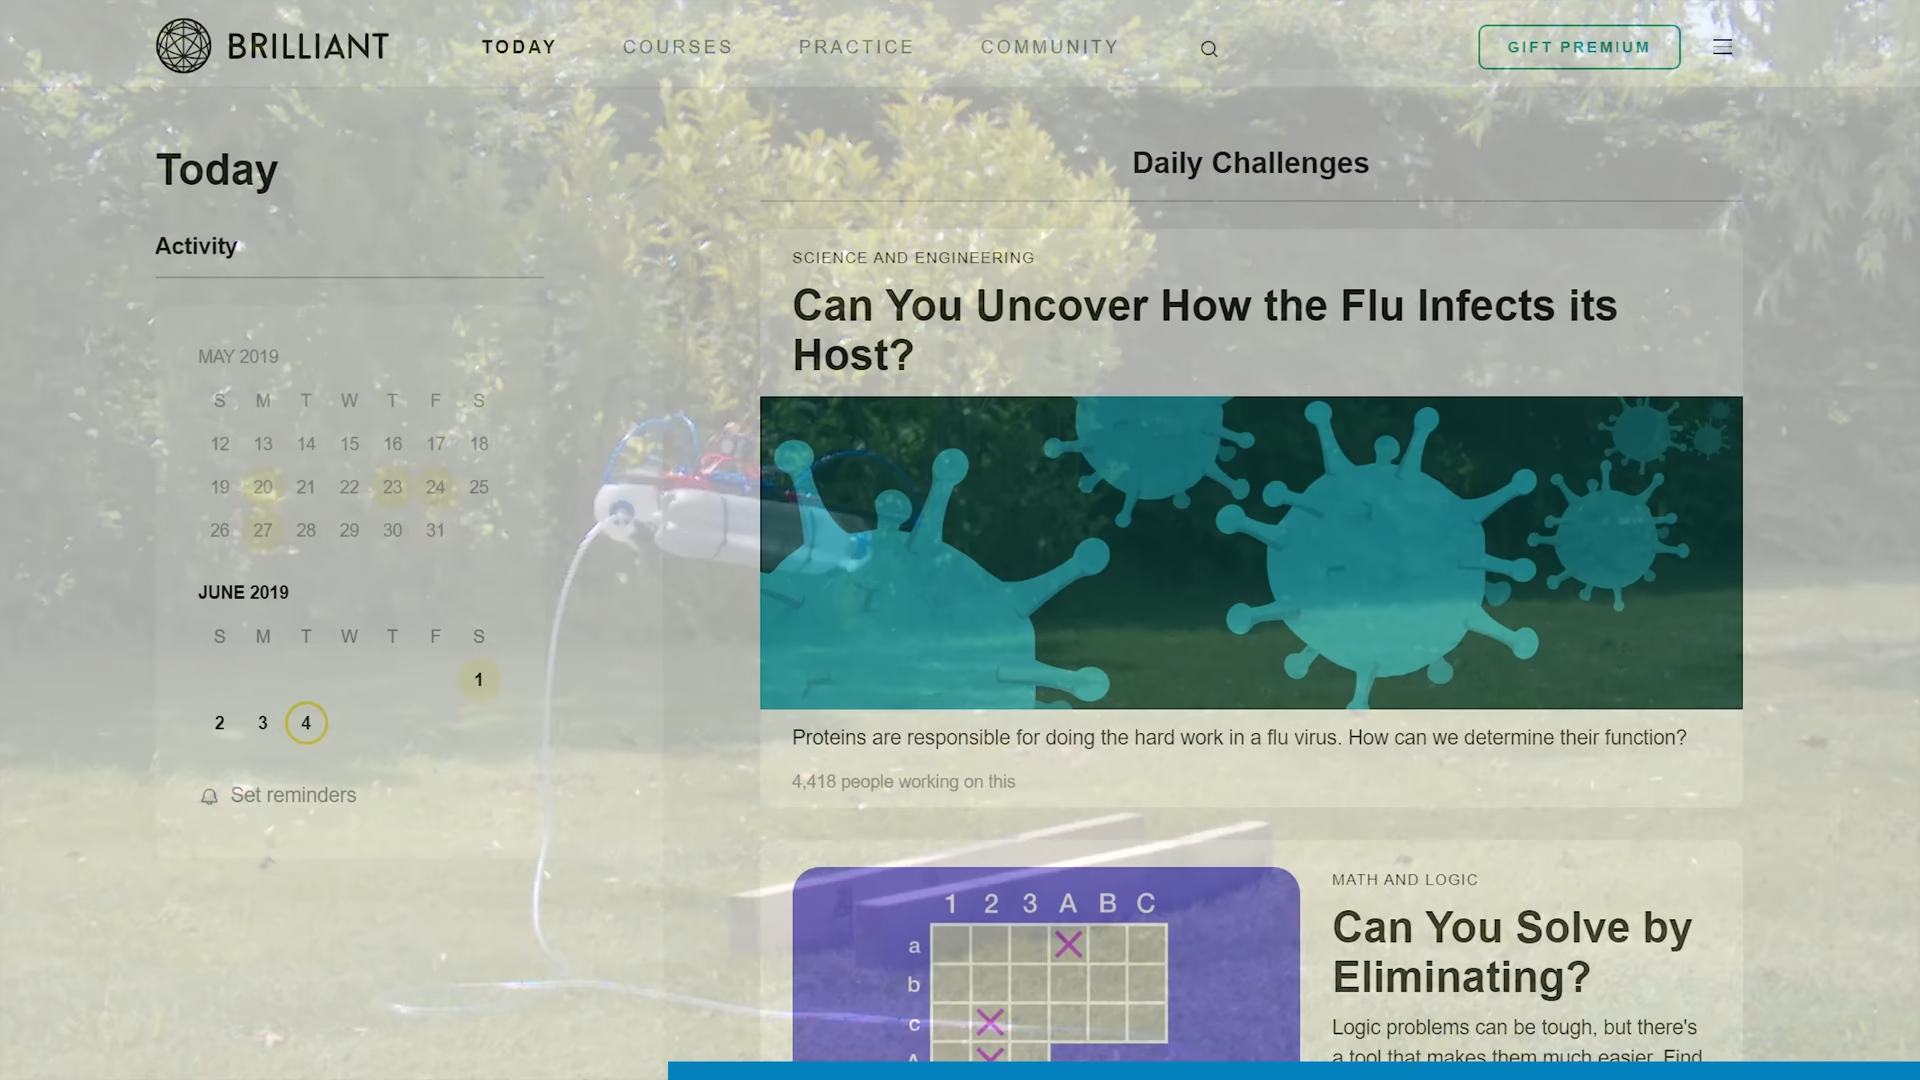 BRILLIANT
TODAY COURSES PRACTICE COMMUNITY
GIFT PREMIUM
Today
Activity
MAY 2019
S M T W T F S
12 13 14 15 16 17 18
19 20 21 22 23 24 25
26 27 28 29 30 31
JUNE 2019
S M T W T F S
1
2 3 4
Set reminders
Daily Challenges
SCIENCE AND ENGINEERING
Can You Uncover How the Flu Infects its
Host?
Proteins are responsible for doing the hard work in a flu virus. How can we determine their function?
4,418 people working on this
1 2 3 A B C
a
b
c
A
MATH AND LOGIC
Can You Solve by
Eliminating?
Logic problems can be tough, but there's
a tool that makes them much easier. Find